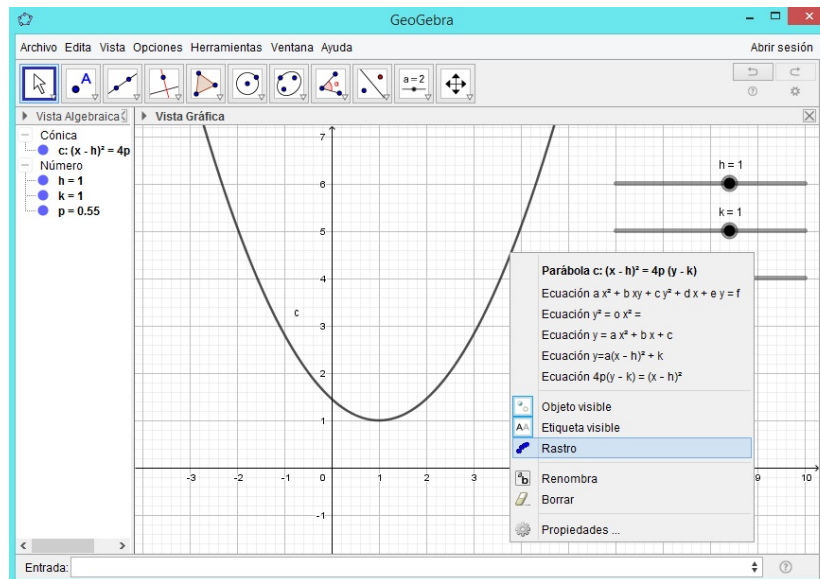 GeoGebra
Archivo Edita Vista Opciones Herramientas Ventana Ayuda
Abrir sesión
A
α
a = 2
Vista Algebraica
Vista Gráfica
Cónica
c: (x - h)² = 4p
Número
h = 1
k = 1
p = 0.55
7
6
5
4
3
2
1
0
-1
-3
-2
-1
1
2
3
9
10
c
h = 1
k = 1
Parábola c: (x - h)² = 4p (y - k)
Ecuación a x² + b xy + c y² + d x + e y = f
Ecuación y² = o x² =
Ecuación y = a x² + b x + c
Ecuación y=a(x - h)² + k
Ecuación 4p(y - k) = (x - h)²
Objeto visible
AA Etiqueta visible
Rastro
ab Renombra
Borrar
Propiedades ...
Entrada: